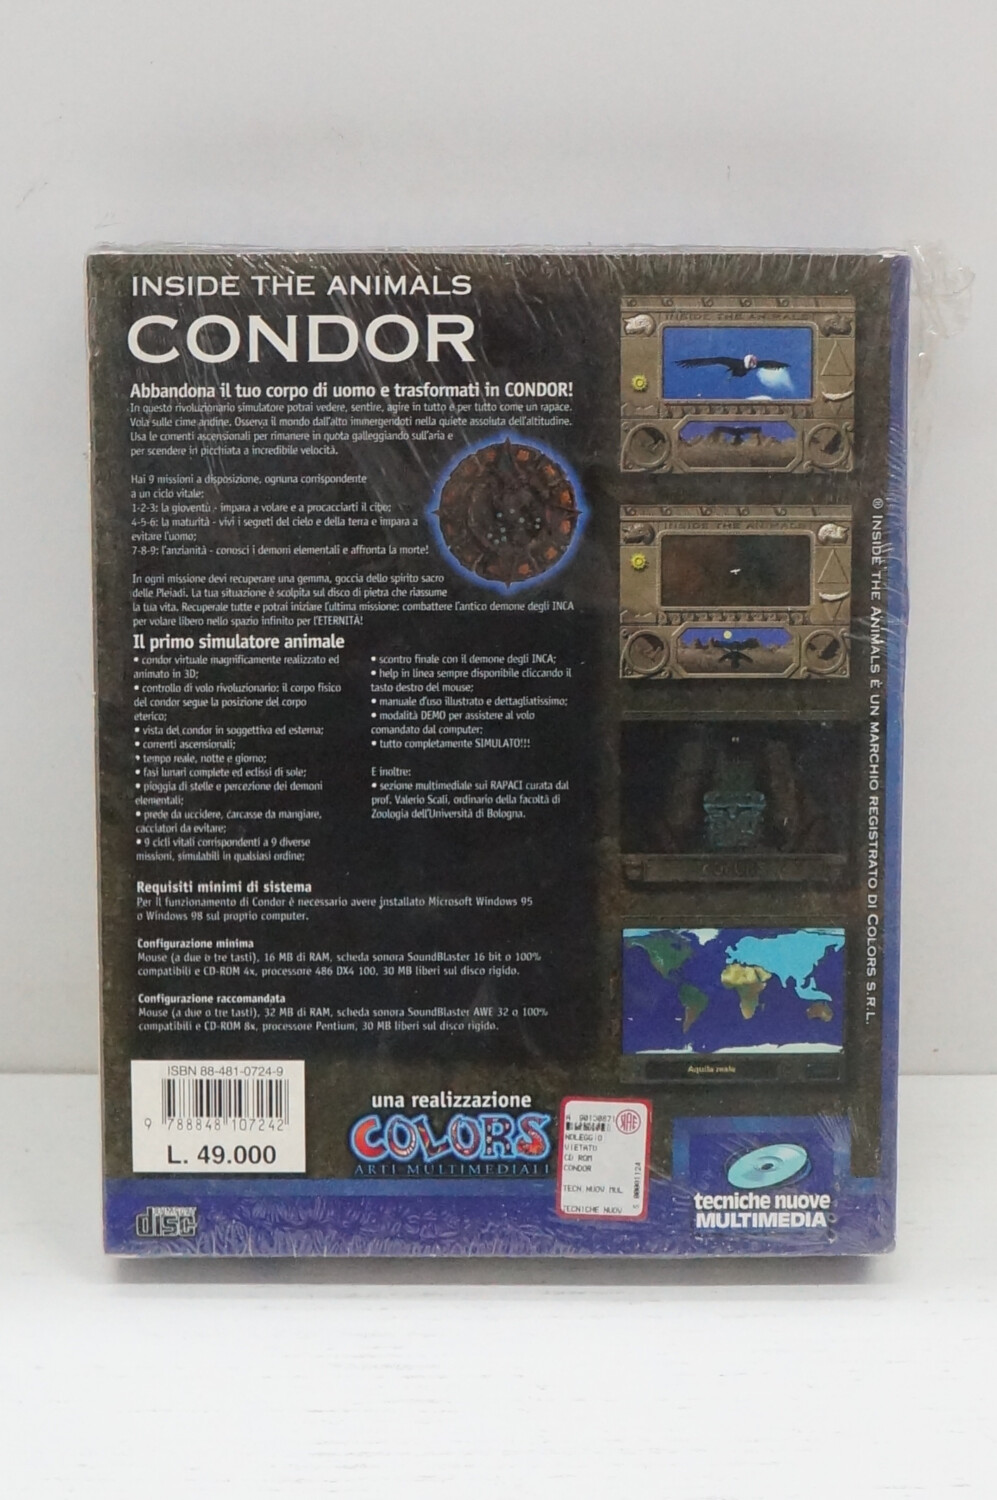 INSIDE THE ANIMALS
CONDOR
Abbandona il tuo corpo di uomo e trasformati in CONDOR!
In questo rivoluzionario simulatore potrai vedere, sentire, agire in tutto e per tutto come un rapace.
Vola sulle cime andine. Osserva il mondo dall'alto immergendoti nella quiete assoluta dell'altitudine.
Usa le correnti ascensionali per rimanere in quota galleggiando sull'aria e
per scendere in picchiata a incredibile velocità.
Hai 9 missioni a disposizione, ognuna corrispondente
a un ciclo vitale:
1-2-3: la gioventù - impara a volare e a procacciarti il cibo;
4-5-6: la maturità - vivi i segreti del cielo e della terra e impara a
evitare l'uomo;
7-8-9: l'anzianità - conosci i demoni elementali e affronta la morte!
In ogni missione devi recuperare una gemma, goccia dello spirito sacro
delle Pleiadi. La tua situazione è scolpita sul disco di pietra che riassume
la tua vita. Recuperale tutte e potrai iniziare l'ultima missione: combattere l'antico demone degli INCA
per volare libero nello spazio infinito per l'ETERNITÀ!
Il primo simulatore animale
• condor virtuale magnificamente realizzato ed
animato in 3D;
• controllo di volo rivoluzionario: il corpo fisico
del condor segue la posizione del corpo
eterico;
• vista del condor in soggettiva ed esterna;
• correnti ascensionali;
• tempo reale, notte e giorno;
• fasi lunari complete ed eclissi di sole;
• pioggia di stelle e percezione dei demoni
elementali;
• prede da uccidere, carcasse da mangiare,
cacciatori da evitare;
• 9 cicli vitali corrispondenti a 9 diverse
missioni, simulabili in qualsiasi ordine;
• scontro finale con il demone degli INCA;
• help in linea sempre disponibile cliccando il
tasto destro del mouse;
• manuale d'uso illustrato e dettagliatissimo;
• modalità DEMO per assistere al volo
comandato dal computer;
• tutto completamente SIMULATO!!!
E inoltre:
• sezione multimediale sui RAPACI curata dal
prof. Valerio Scali, ordinario della facoltà di
Zoologia dell'Università di Bologna.
Requisiti minimi di sistema
Per il funzionamento di Condor è necessario avere installato Microsoft Windows 95
o Windows 98 sul proprio computer.
Configurazione minima
Mouse (a due o tre tasti), 16 MB di RAM, scheda sonora SoundBlaster 16 bit o 100%
compatibili e CD-ROM 4x, processore 486 DX4 100, 30 MB liberi sul disco rigido.
Configurazione raccomandata
Mouse (a due o tre tasti), 32 MB di RAM, scheda sonora SoundBlaster AWE 32 o 100%
compatibili e CD-ROM 8x, processore Pentium, 30 MB liberi sul disco rigido.
ISBN 88-481-0724-9
9 788848 107242
L. 49.000
COMPACT
disc
una realizzazione
COLORS
ARTI MULTIMEDIALI
NOLEGGIO
VIETATO
CD ROM
CONDOR
TECN NUOV MUL
TECNICHE NUOV
00001124
INSIDE THE ANIMALS
INSIDE THE ANIMALS
Aquila reale
tecniche nuove
MULTIMEDIA
® INSIDE THE ANIMALS È UN MARCHIO REGISTRATO DI COLORS S.R.L.